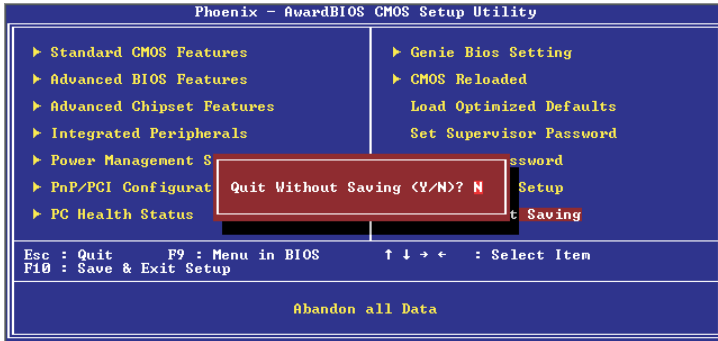 Phoenix - AwardBIOS CMOS Setup Utility
► Standard CMOS Features
► Advanced BIOS Features
► Advanced Chipset Features
► Integrated Peripherals
► Power Management S
► PnP/PCI Configurat
► PC Health Status
► Genie Bios Setting
► CMOS Reloaded
Load Optimized Defaults
Set Supervisor Password
ssword
Setup
t Saving
Quit Without Saving (Y/N)? N
Esc : Quit F9 : Menu in BIOS ↑ ↓ → ← : Select Item
F10 : Save & Exit Setup
Abandon all Data